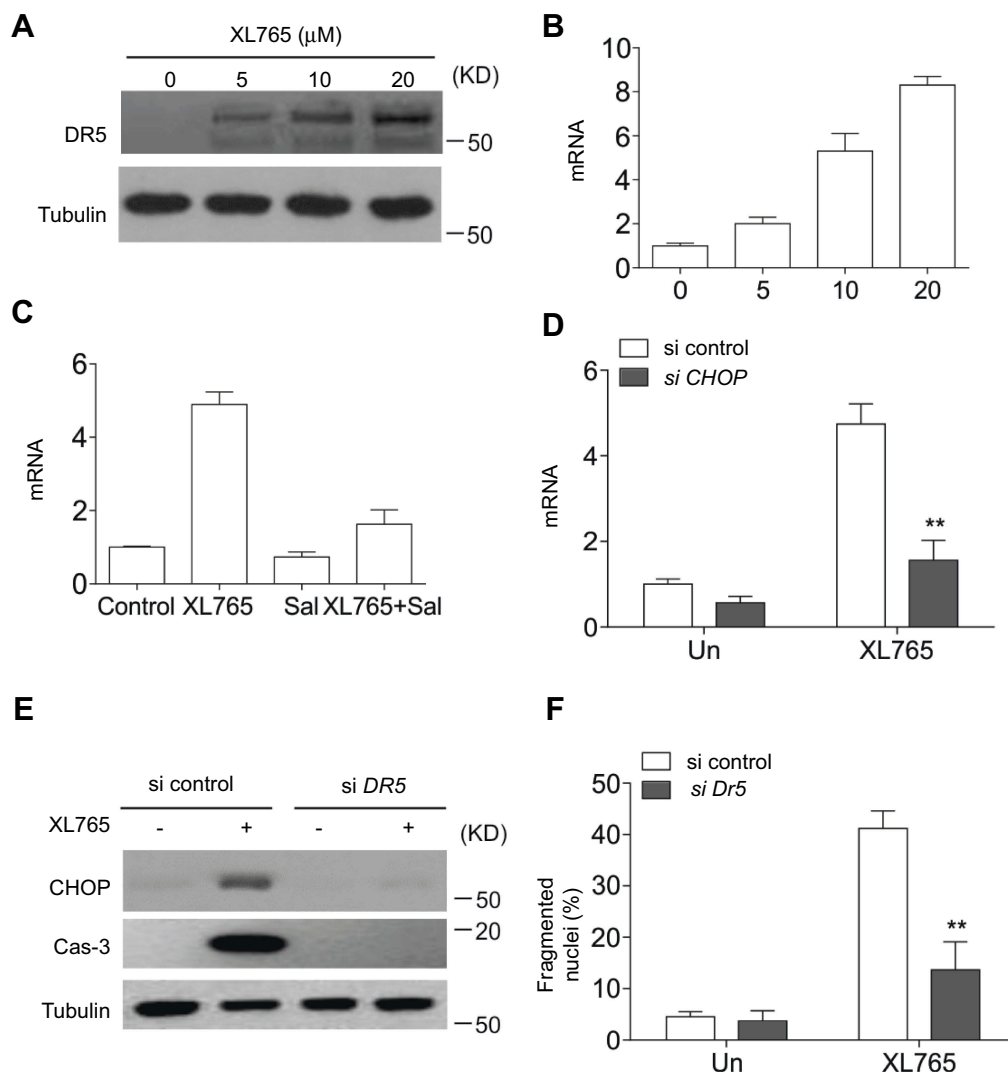 A
XL765 (μM)
0 5 10 20 (KD)
DR5
50
Tubulin
50
B
mRNA
10
8
6
4
2
0
0 5 10 20
C
mRNA
6
4
2
0
Control XL765 Sal XL765+Sal
D
si control
si CHOP
mRNA
6
4
2
0
**
Un XL765
E
si control si DR5
XL765 - + - + (KD)
CHOP
50
20
Cas-3
Tubulin
50
F
si control
si Dr5
Fragmented
nuclei (%)
50
40
30
20
10
0
**
Un XL765